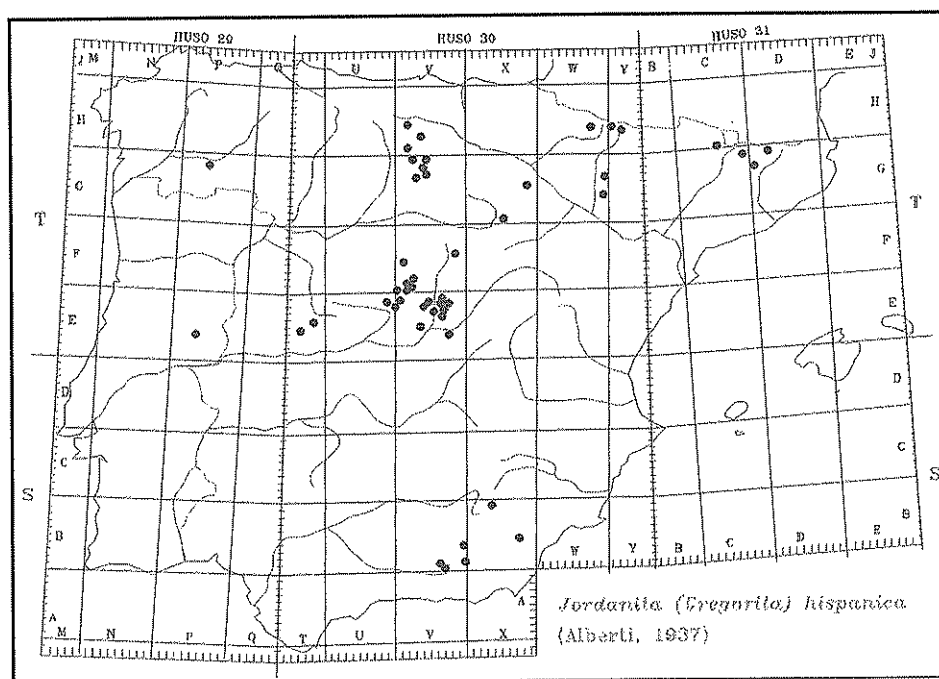 HUSO 29 HUSO 30 HUSO 31
J M N P Q U V X W Y B C D E J
H H
G G
T T
F F
E E
D D
C C
S S
B B
W Y B C D E
A A
M N P Q T U V X
Jordanita (Gregorita) hispanica
(Alberti, 1937)